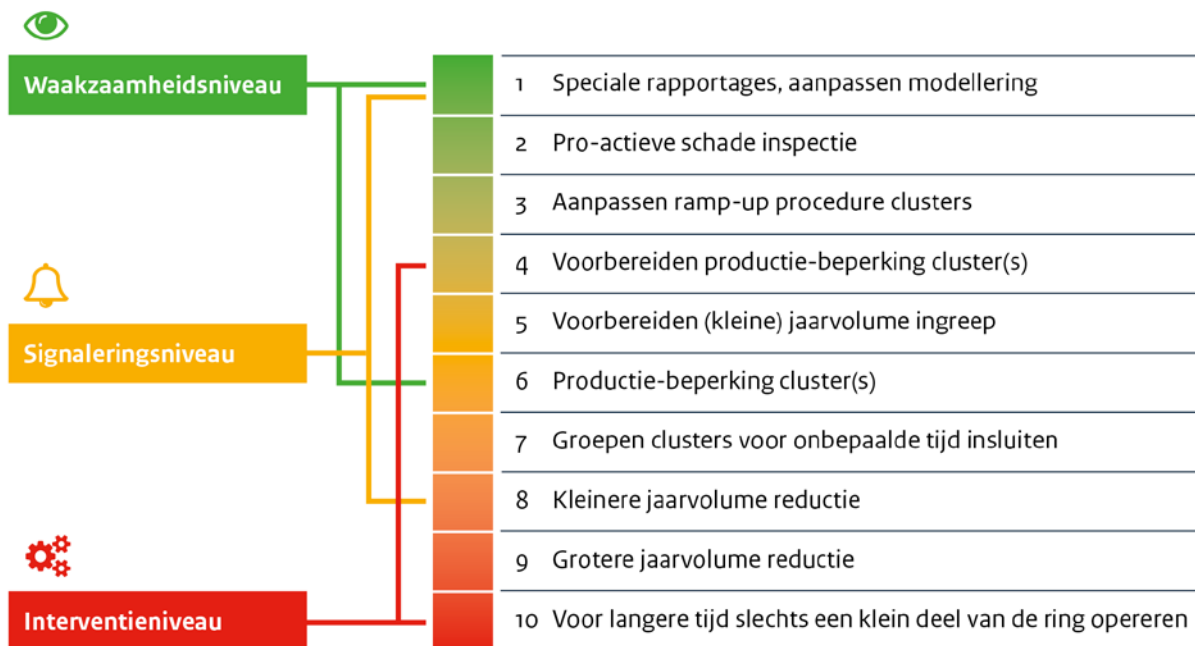 Waakzaamheidsniveau
Signaleringsniveau
Interventieniveau
1 Speciale rapportages, aanpassen modellering
2 Pro-actieve schade inspectie
3 Aanpassen ramp-up procedure clusters
4 Voorbereiden productie-beperking cluster(s)
5 Voorbereiden (kleine) jaarvolume ingreep
6 Productie-beperking cluster(s)
7 Groepen clusters voor onbepaalde tijd insluiten
8 Kleinere jaarvolume reductie
9 Grotere jaarvolume reductie
10 Voor langere tijd slechts een klein deel van de ring opereren